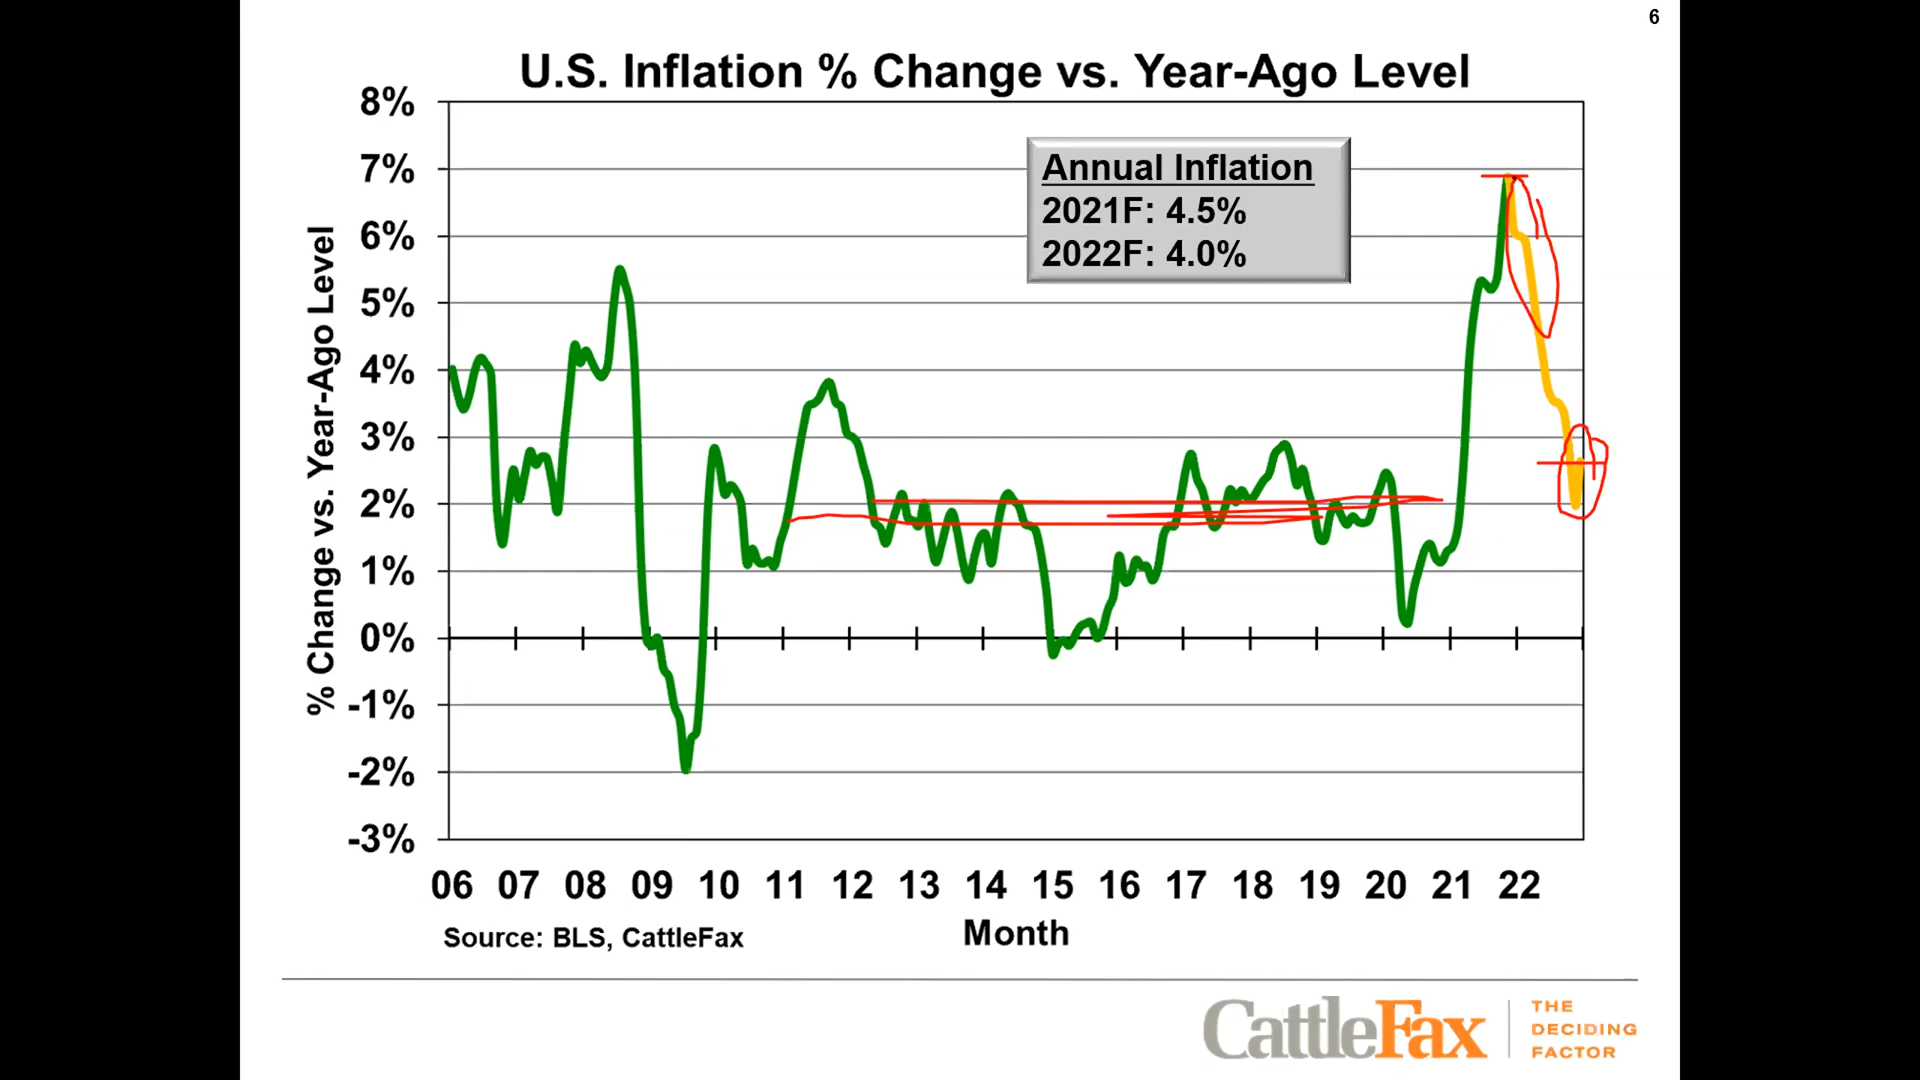 6
U.S. Inflation % Change vs. Year-Ago Level
% Change vs. Year-Ago Level
8%
7%
6%
5%
4%
3%
2%
1%
0%
-1%
-2%
-3%
Annual Inflation
2021F: 4.5%
2022F: 4.0%
06 07 08 09 10 11 12 13 14 15 16 17 18 19 20 21 22
Month
Source: BLS, CattleFax
CattleFax
THE
DECIDING
FACTOR